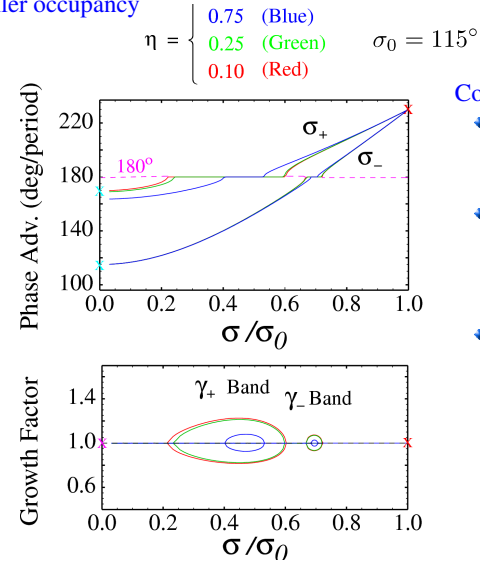 ller occupancy
η = { 0.75 (Blue)
0.25 (Green)
0.10 (Red)
σ₀ = 115°
Co
Phase Adv. (deg/period)
220
180
140
100
180º
σ₊
σ₋
0.0 0.2 0.4 0.6 0.8 1.0
σ/σ₀
Growth Factor
1.4
1.0
0.6
γ₊ Band
γ₋ Band
0.0 0.2 0.4 0.6 0.8 1.0
σ/σ₀